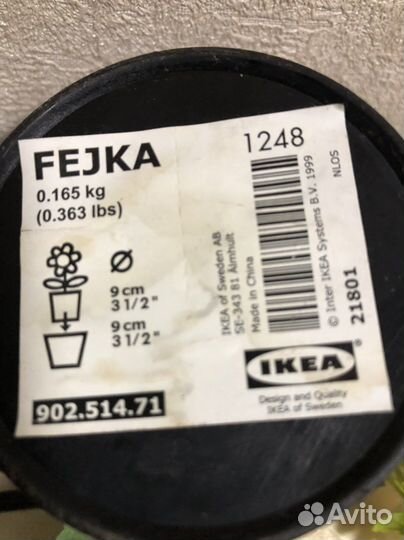 FEJKA
0.165 kg
(0.363 lbs)
9 cm
3 1/2"
9 cm
3 1/2"
902.514.71
1248
IKEA of Sweden AB
SE-343 81 Älmhult
Made in China
© Inter IKEA Systems B.V. 1999
21801
NLOS
IKEA
Design and Quality
IKEA of Sweden
Avito